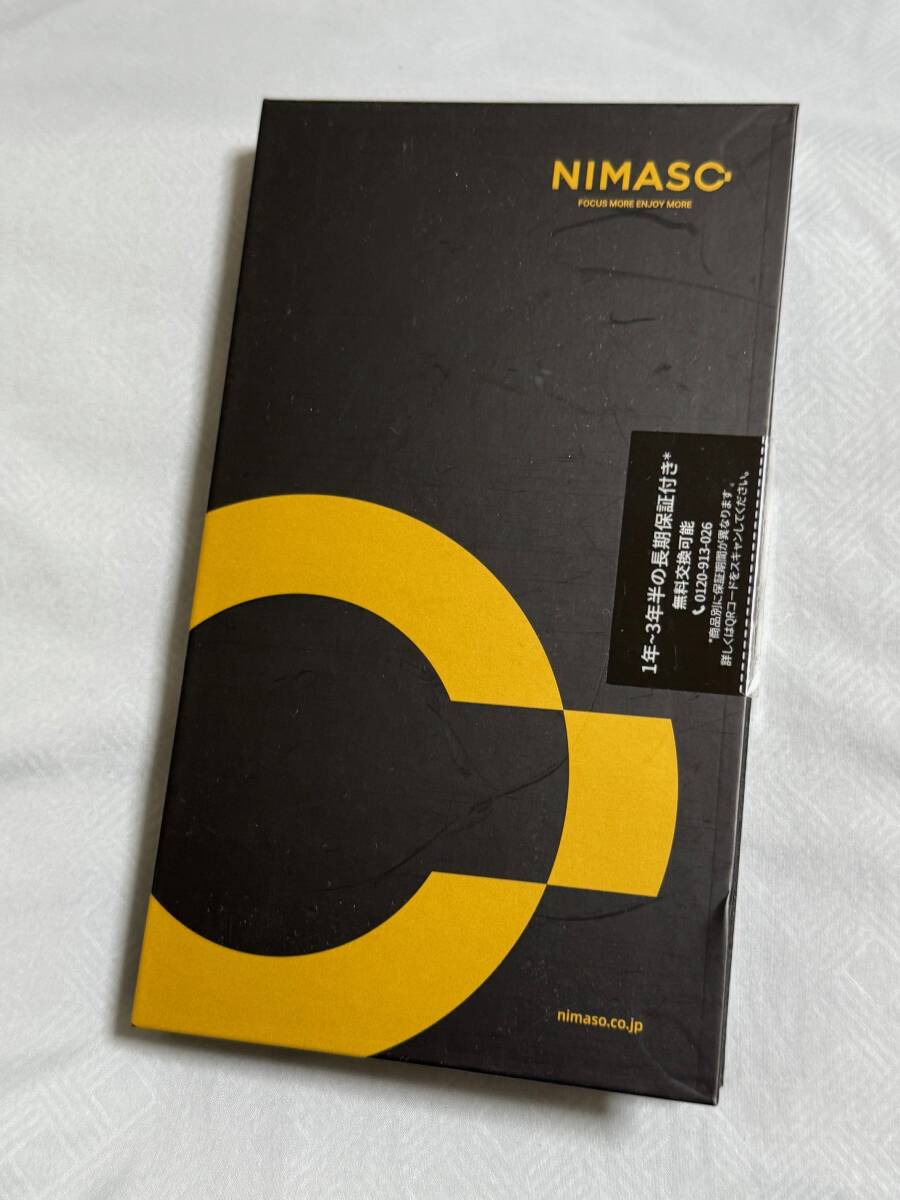 NIMASO
FOCUS MORE ENJOY MORE
1年~3年半の長期保証付き*
無料交換可能
0120-913-026
*商品別に保証期間が異なります。
詳しくはQRコードをスキャンしてください。
nimaso.co.jp